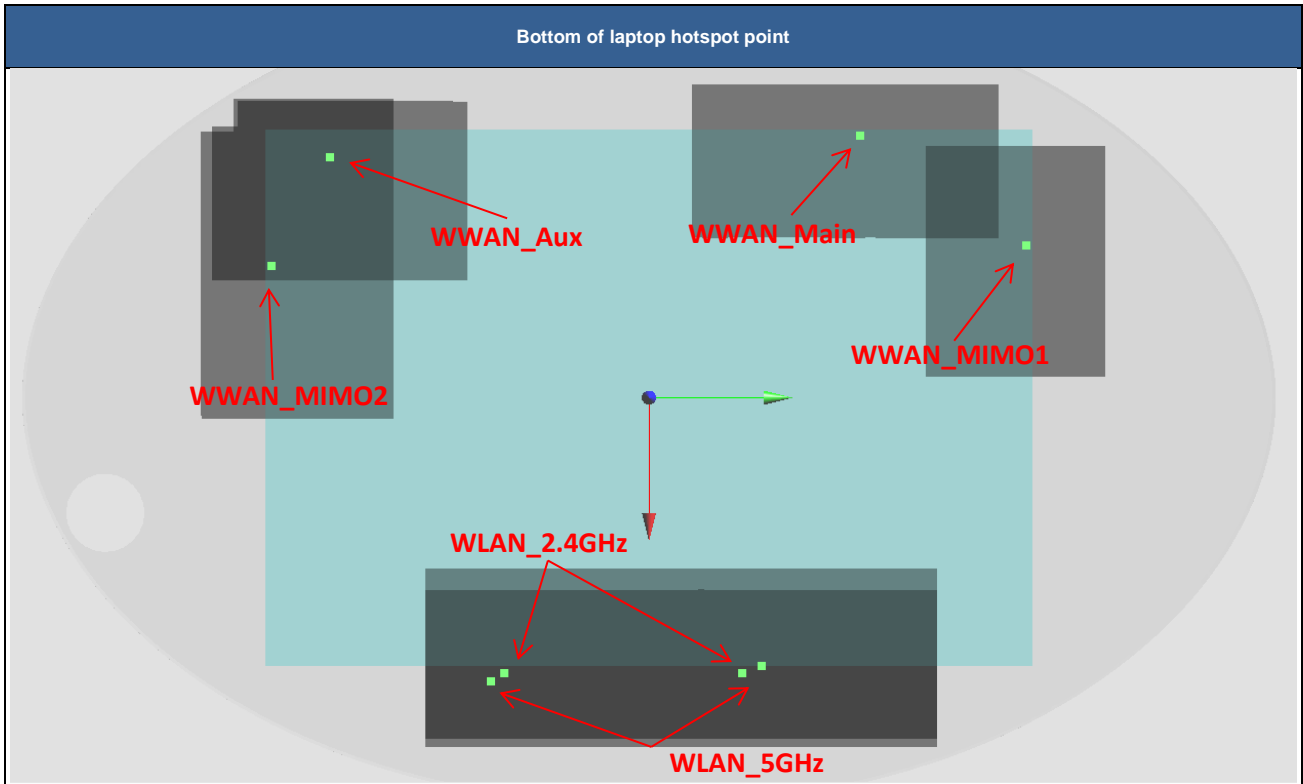 Bottom of laptop hotspot point
WWAN_Aux
WWAN_Main
WWAN_MIMO1
WWAN_MIMO2
WLAN_2.4GHz
WLAN_5GHz